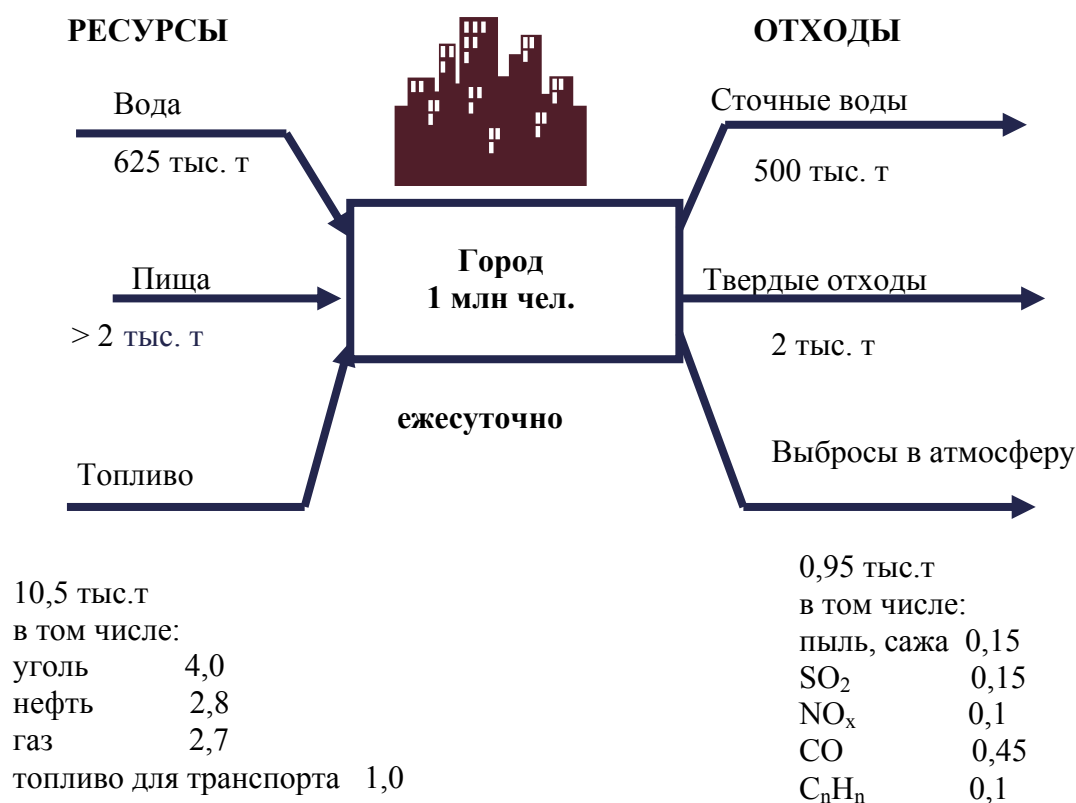 РЕСУРСЫ
ОТХОДЫ
Вода
625 тыс. т
Сточные воды
500 тыс. т
Город
1 млн чел.
Пища
> 2 тыс. т
Твердые отходы
2 тыс. т
ежесуточно
Топливо
Выбросы в атмосферу
10,5 тыс.т
в том числе:
уголь 4,0
нефть 2,8
газ 2,7
топливо для транспорта 1,0
0,95 тыс.т
в том числе:
пыль, сажа 0,15
SO₂ 0,15
NOₓ 0,1
CO 0,45
CₙHₙ 0,1